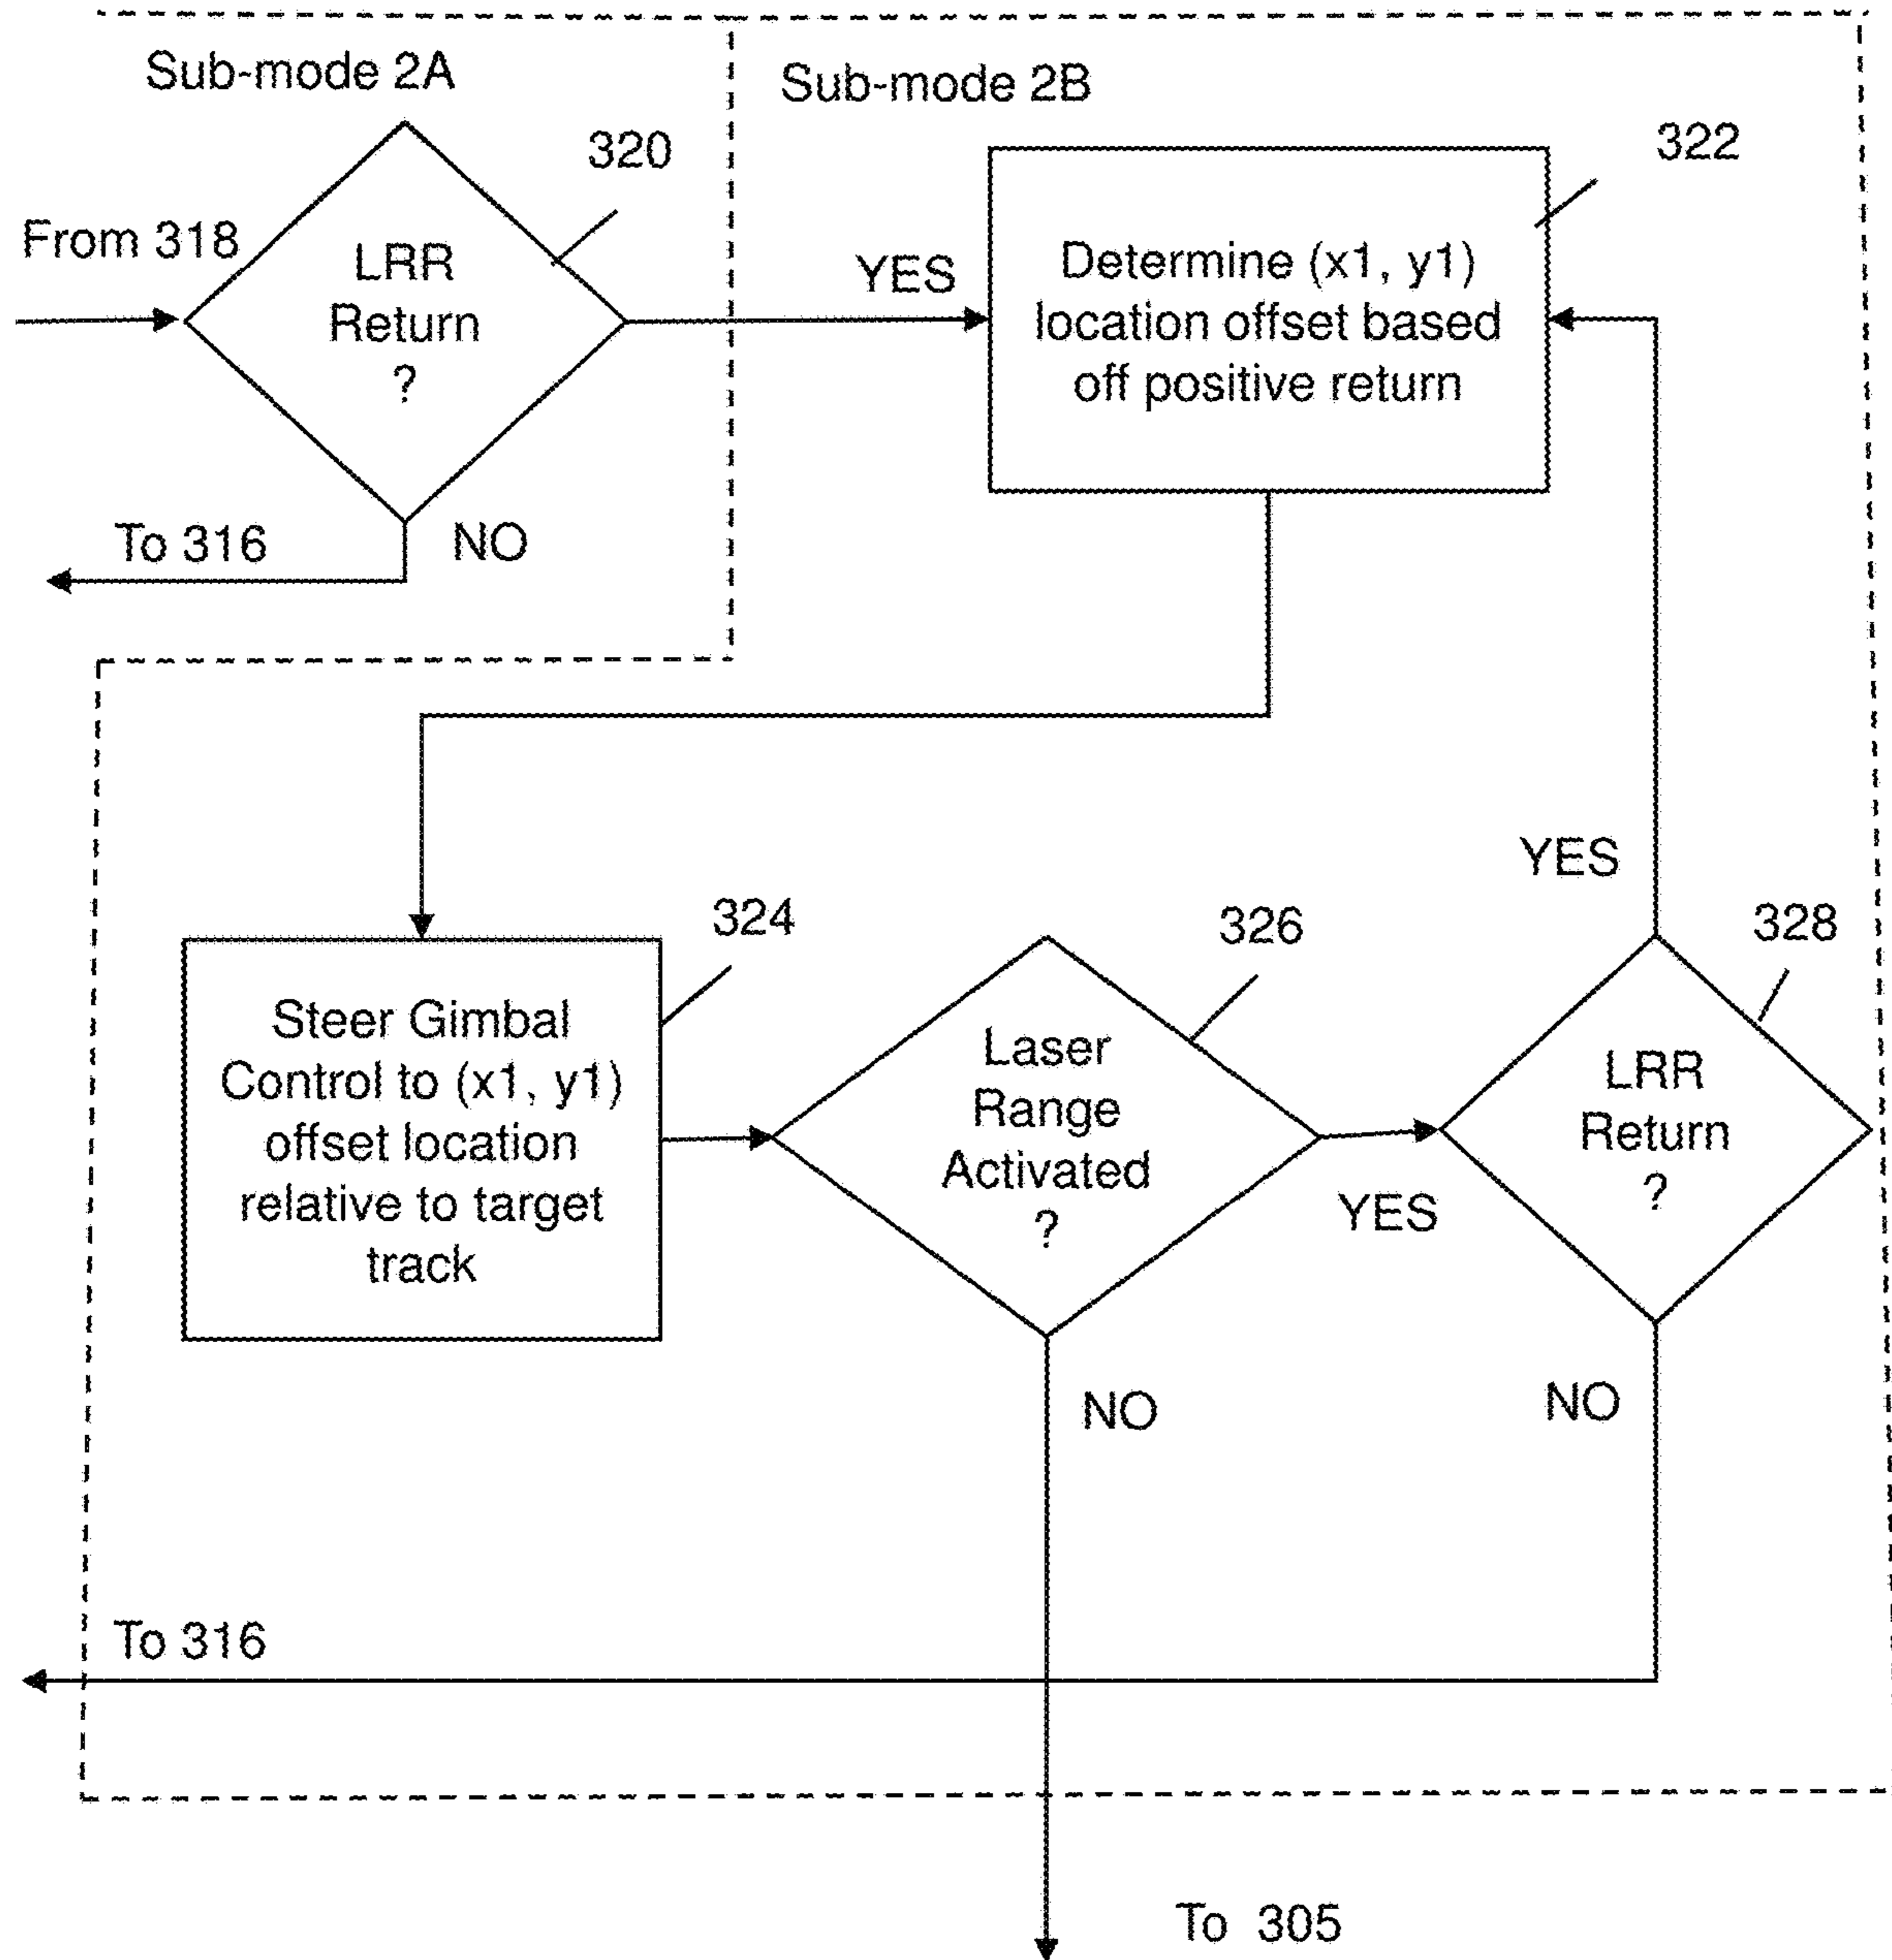 Sub-mode 2A
Sub-mode 2B
320
322
From 318
LRR
Return
?
YES
Determine (x1, y1)
location offset based
off positive return
To 316
NO
YES
324
326
328
Steer Gimbal
Control to (x1, y1)
offset location
relative to target
track
Laser
Range
Activated
?
YES
LRR
Return
?
NO
NO
To 316
To 305